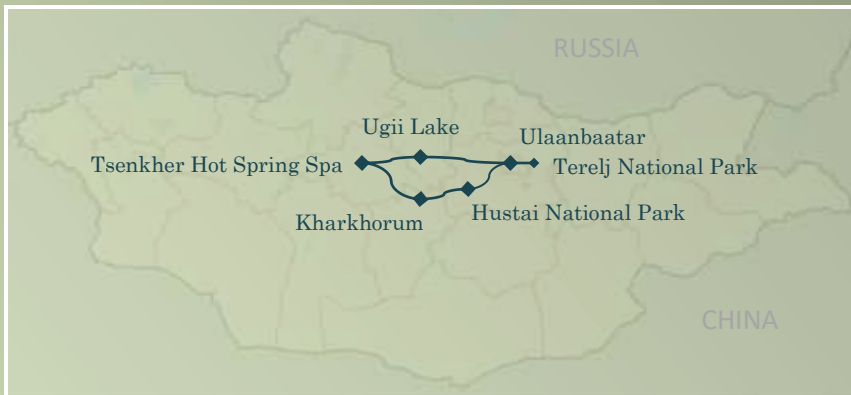 RUSSIA
Ugii Lake
Ulaanbaatar
Tsenkher Hot Spring Spa
Terelj National Park
Kharkhorum
Hustai National Park
CHINA